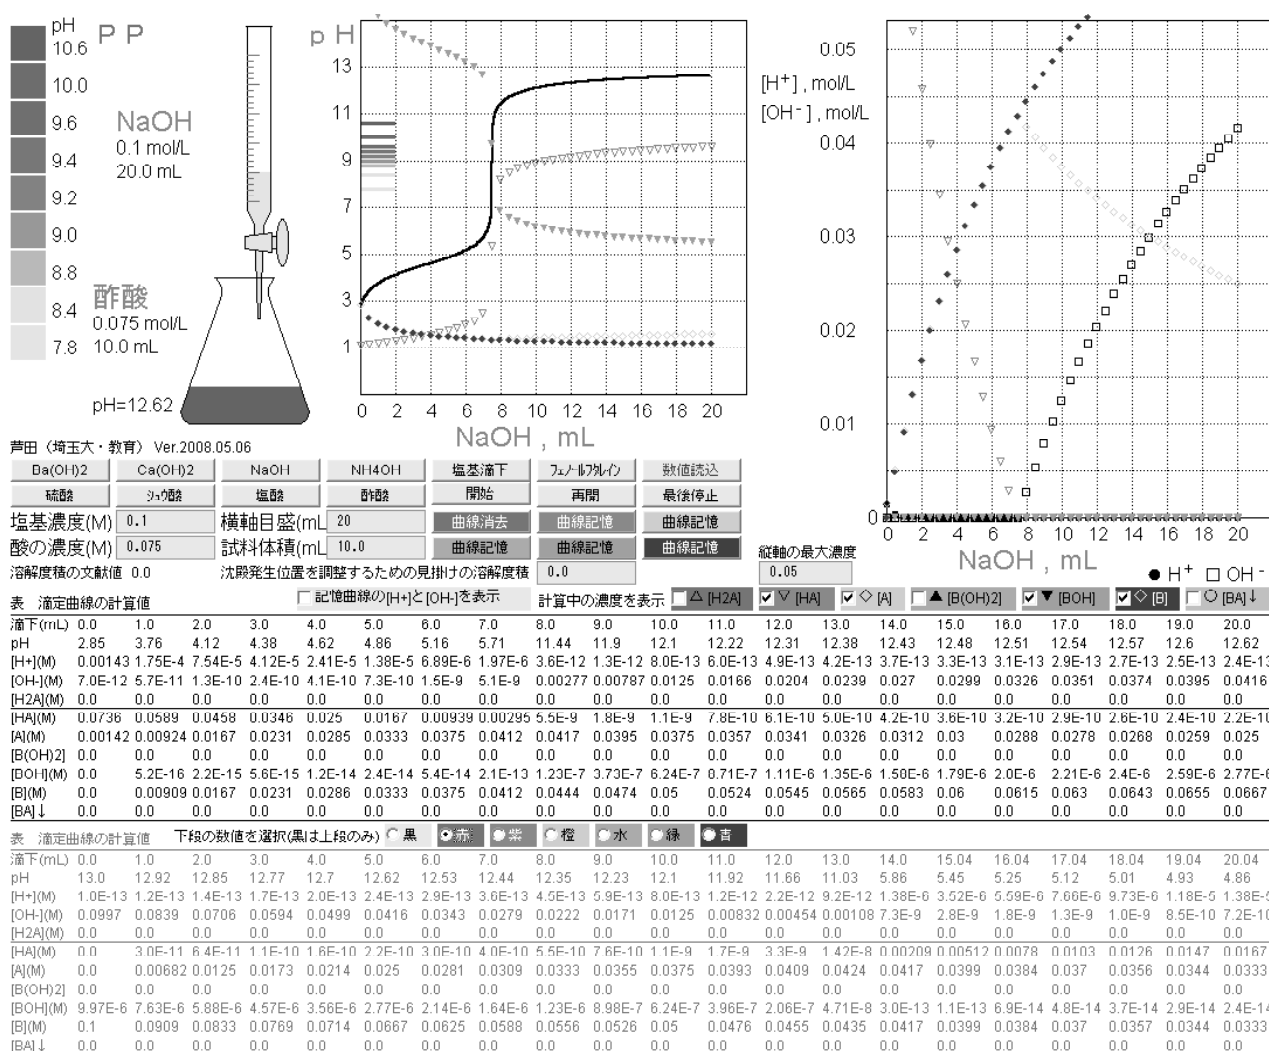 pH
PP
10.6
10.0
9.6
9.4
9.2
9.0
8.8
8.4
7.8
NaOH
0.1 mol/L
20.0 mL
酢酸
0.075 mol/L
10.0 mL
pH=12.62
pH
13
11
9
7
5
3
1
0 2 4 6 8 10 12 14 16 18 20
NaOH , mL
0.05
[H+] , mol/L
[OH-] , mol/L
0.04
0.03
0.02
0.01
0
0 2 4 6 8 10 12 14 16 18 20
NaOH , mL
● H+ □ OH-
芦田（埼玉大・教育） Ver.2008.05.06
Ba(OH)2 Ca(OH)2 NaOH NH4OH 塩基滴下 ﾌｪﾉｰﾙﾌﾀﾚｲﾝ 数値読込
硫酸 ｼｭｳ酸 塩酸 酢酸 開始 再開 最後停止
塩基濃度(M) 0.1 横軸目盛(mL 20 曲線消去 曲線記憶 曲線記憶
酸の濃度(M) 0.075 試料体積(mL 10.0 曲線記憶 曲線記憶 曲線記憶
縦軸の最大濃度
0.05
溶解度積の文献値 0.0 沈殿発生位置を調整するための見掛けの溶解度積 0.0
表 滴定曲線の計算値 記憶曲線の[H+]と[OH-]を表示 計算中の濃度を表示 △ [H2A] ▽ [HA] ◇ [A] ▲ [B(OH)2] ▼ [BOH] ◇ [B] ○ [BA]↓
滴下(mL) 0.0 1.0 2.0 3.0 4.0 5.0 6.0 7.0 8.0 9.0 10.0 11.0 12.0 13.0 14.0 15.0 16.0 17.0 18.0 19.0 20.0
pH 2.85 3.76 4.12 4.38 4.62 4.86 5.16 5.71 11.44 11.9 12.1 12.22 12.31 12.38 12.43 12.48 12.51 12.54 12.57 12.6 12.62
[H+](M) 0.00143 1.75E-4 7.54E-5 4.12E-5 2.41E-5 1.38E-5 6.89E-6 1.97E-6 3.6E-12 1.3E-12 8.0E-13 6.0E-13 4.9E-13 4.2E-13 3.7E-13 3.3E-13 3.1E-13 2.9E-13 2.7E-13 2.5E-13 2.4E-13
[OH-](M) 7.0E-12 5.7E-11 1.3E-10 2.4E-10 4.1E-10 7.3E-10 1.5E-9 5.1E-9 0.00277 0.00787 0.0125 0.0166 0.0204 0.0239 0.027 0.0299 0.0326 0.0351 0.0374 0.0395 0.0416
[H2A](M) 0.0 0.0 0.0 0.0 0.0 0.0 0.0 0.0 0.0 0.0 0.0 0.0 0.0 0.0 0.0 0.0 0.0 0.0 0.0 0.0 0.0
[HA](M) 0.0736 0.0589 0.0458 0.0346 0.025 0.0167 0.00939 0.00295 5.5E-9 1.8E-9 1.1E-9 7.8E-10 6.1E-10 5.0E-10 4.2E-10 3.6E-10 3.2E-10 2.9E-10 2.6E-10 2.4E-10 2.2E-10
[A](M) 0.00142 0.00924 0.0167 0.0231 0.0285 0.0333 0.0375 0.0412 0.0417 0.0395 0.0375 0.0357 0.0341 0.0326 0.0312 0.03 0.0288 0.0278 0.0268 0.0259 0.025
[B(OH)2] 0.0 0.0 0.0 0.0 0.0 0.0 0.0 0.0 0.0 0.0 0.0 0.0 0.0 0.0 0.0 0.0 0.0 0.0 0.0 0.0 0.0
[BOH](M) 0.0 5.2E-16 2.2E-15 5.6E-15 1.2E-14 2.4E-14 5.4E-14 2.1E-13 1.23E-7 3.73E-7 6.24E-7 0.71E-7 1.11E-6 1.35E-6 1.50E-6 1.79E-6 2.0E-6 2.21E-6 2.4E-6 2.59E-6 2.77E-6
[B](M) 0.0 0.00909 0.0167 0.0231 0.0286 0.0333 0.0375 0.0412 0.0444 0.0474 0.05 0.0524 0.0545 0.0565 0.0583 0.06 0.0615 0.063 0.0643 0.0655 0.0667
[BA]↓ 0.0 0.0 0.0 0.0 0.0 0.0 0.0 0.0 0.0 0.0 0.0 0.0 0.0 0.0 0.0 0.0 0.0 0.0 0.0 0.0 0.0
表 滴定曲線の計算値 下段の数値を選択(黒は上段のみ) 黒 赤 紫 橙 水 緑 青
滴下(mL) 0.0 1.0 2.0 3.0 4.0 5.0 6.0 7.0 8.0 9.0 10.0 11.0 12.0 13.0 14.0 15.04 16.04 17.04 18.04 19.04 20.04
pH 13.0 12.92 12.85 12.77 12.7 12.62 12.53 12.44 12.35 12.23 12.1 11.92 11.66 11.03 5.86 5.45 5.25 5.12 5.01 4.93 4.86
[H+](M) 1.0E-13 1.2E-13 1.4E-13 1.7E-13 2.0E-13 2.4E-13 2.9E-13 3.6E-13 4.5E-13 5.9E-13 8.0E-13 1.2E-12 2.2E-12 9.2E-12 1.38E-6 3.52E-6 5.59E-6 7.66E-6 9.73E-6 1.18E-5 1.38E-5
[OH-](M) 0.0997 0.0839 0.0706 0.0594 0.0499 0.0416 0.0343 0.0279 0.0222 0.0171 0.0125 0.00832 0.00454 0.00108 7.3E-9 2.8E-9 1.8E-9 1.3E-9 1.0E-9 8.5E-10 7.2E-10
[H2A](M) 0.0 0.0 0.0 0.0 0.0 0.0 0.0 0.0 0.0 0.0 0.0 0.0 0.0 0.0 0.0 0.0 0.0 0.0 0.0 0.0 0.0
[HA](M) 0.0 3.0E-11 6.4E-11 1.1E-10 1.6E-10 2.2E-10 3.0E-10 4.0E-10 5.5E-10 7.6E-10 1.1E-9 1.7E-9 3.3E-9 1.42E-8 0.00209 0.00512 0.0078 0.0103 0.0126 0.0147 0.0167
[A](M) 0.0 0.00682 0.0125 0.0173 0.0214 0.025 0.0281 0.0309 0.0333 0.0355 0.0375 0.0393 0.0409 0.0424 0.0417 0.0399 0.0384 0.037 0.0356 0.0344 0.0333
[B(OH)2] 0.0 0.0 0.0 0.0 0.0 0.0 0.0 0.0 0.0 0.0 0.0 0.0 0.0 0.0 0.0 0.0 0.0 0.0 0.0 0.0 0.0
[BOH](M) 9.97E-6 7.63E-6 5.88E-6 4.57E-6 3.56E-6 2.77E-6 2.14E-6 1.64E-6 1.23E-6 8.98E-7 6.24E-7 3.96E-7 2.06E-7 4.71E-8 3.0E-13 1.1E-13 6.9E-14 4.8E-14 3.7E-14 2.9E-14 2.4E-14
[B](M) 0.1 0.0909 0.0833 0.0769 0.0714 0.0667 0.0625 0.0588 0.0556 0.0526 0.05 0.0476 0.0455 0.0435 0.0417 0.0399 0.0384 0.037 0.0357 0.0344 0.0333
[BA]↓ 0.0 0.0 0.0 0.0 0.0 0.0 0.0 0.0 0.0 0.0 0.0 0.0 0.0 0.0 0.0 0.0 0.0 0.0 0.0 0.0 0.0